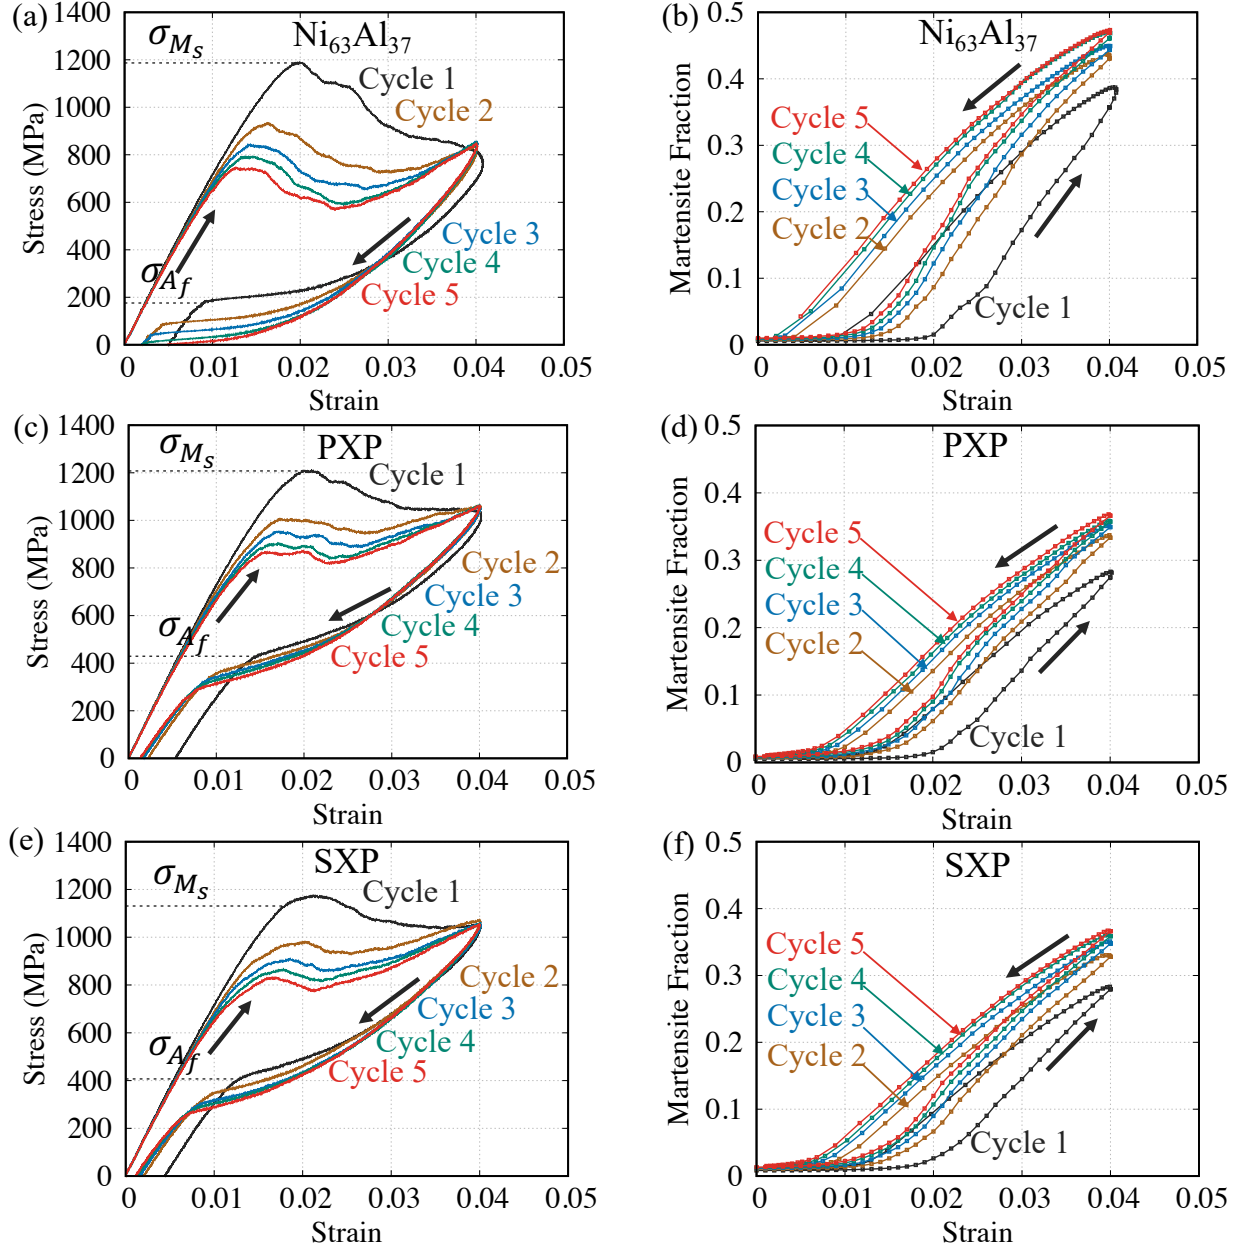 (a)
1400
1200
1000
800
600
400
200
0
Stress (MPa)
σMs
Ni63Al37
Cycle 1
Cycle 2
Cycle 3
Cycle 4
Cycle 5
σAf
0
0.01
0.02
0.03
0.04
0.05
Strain
(b)
0.5
0.4
0.3
0.2
0.1
0
Martensite Fraction
Ni63Al37
Cycle 5
Cycle 4
Cycle 3
Cycle 2
Cycle 1
0
0.01
0.02
0.03
0.04
0.05
Strain
(c)
1400
1200
1000
800
600
400
200
0
Stress (MPa)
σMs
PXP
Cycle 1
Cycle 2
Cycle 3
Cycle 4
Cycle 5
σAf
0
0.01
0.02
0.03
0.04
0.05
Strain
(d)
0.5
0.4
0.3
0.2
0.1
0
Martensite Fraction
PXP
Cycle 5
Cycle 4
Cycle 3
Cycle 2
Cycle 1
0
0.01
0.02
0.03
0.04
0.05
Strain
(e)
1400
1200
1000
800
600
400
200
0
Stress (MPa)
σMs
SXP
Cycle 1
Cycle 2
Cycle 3
Cycle 4
Cycle 5
σAf
0
0.01
0.02
0.03
0.04
0.05
Strain
(f)
0.5
0.4
0.3
0.2
0.1
0
Martensite Fraction
SXP
Cycle 5
Cycle 4
Cycle 3
Cycle 2
Cycle 1
0
0.01
0.02
0.03
0.04
0.05
Strain